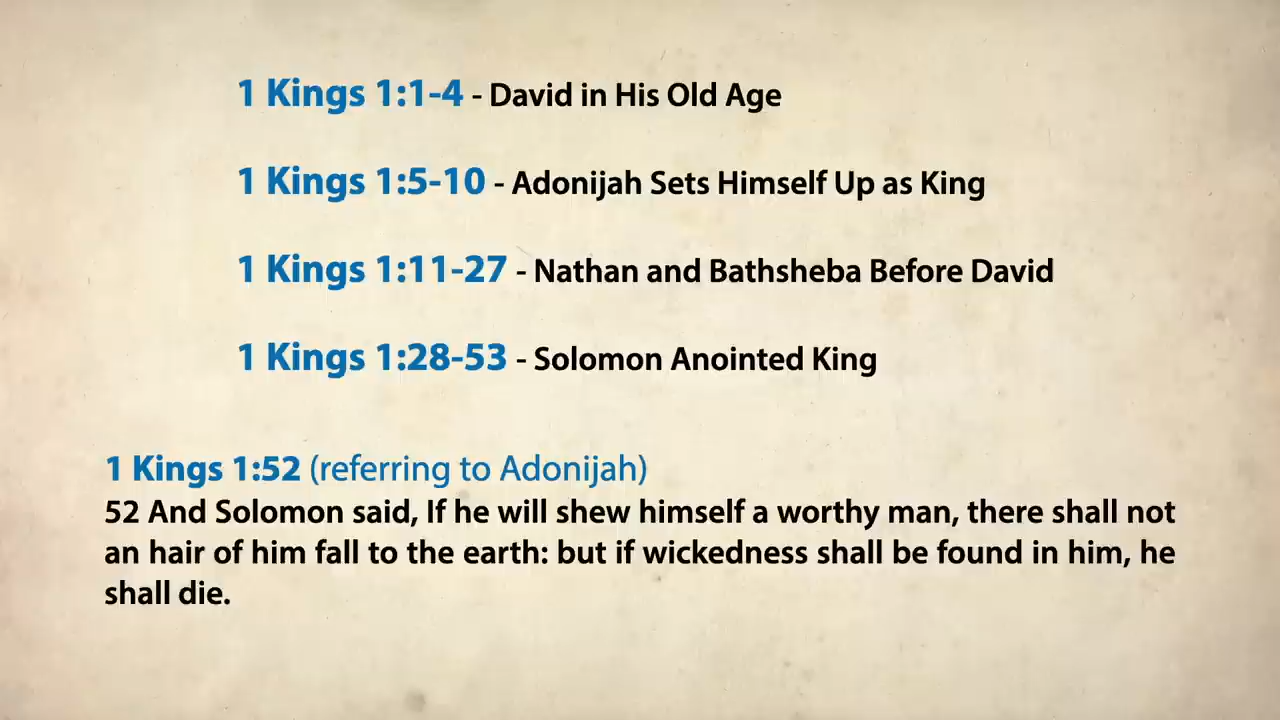 1 Kings 1:1-4 - David in His Old Age
1 Kings 1:5-10 - Adonijah Sets Himself Up as King
1 Kings 1:11-27 - Nathan and Bathsheba Before David
1 Kings 1:28-53 - Solomon Anointed King
1 Kings 1:52 (referring to Adonijah)
52 And Solomon said, If he will shew himself a worthy man, there shall not
an hair of him fall to the earth: but if wickedness shall be found in him, he
shall die.